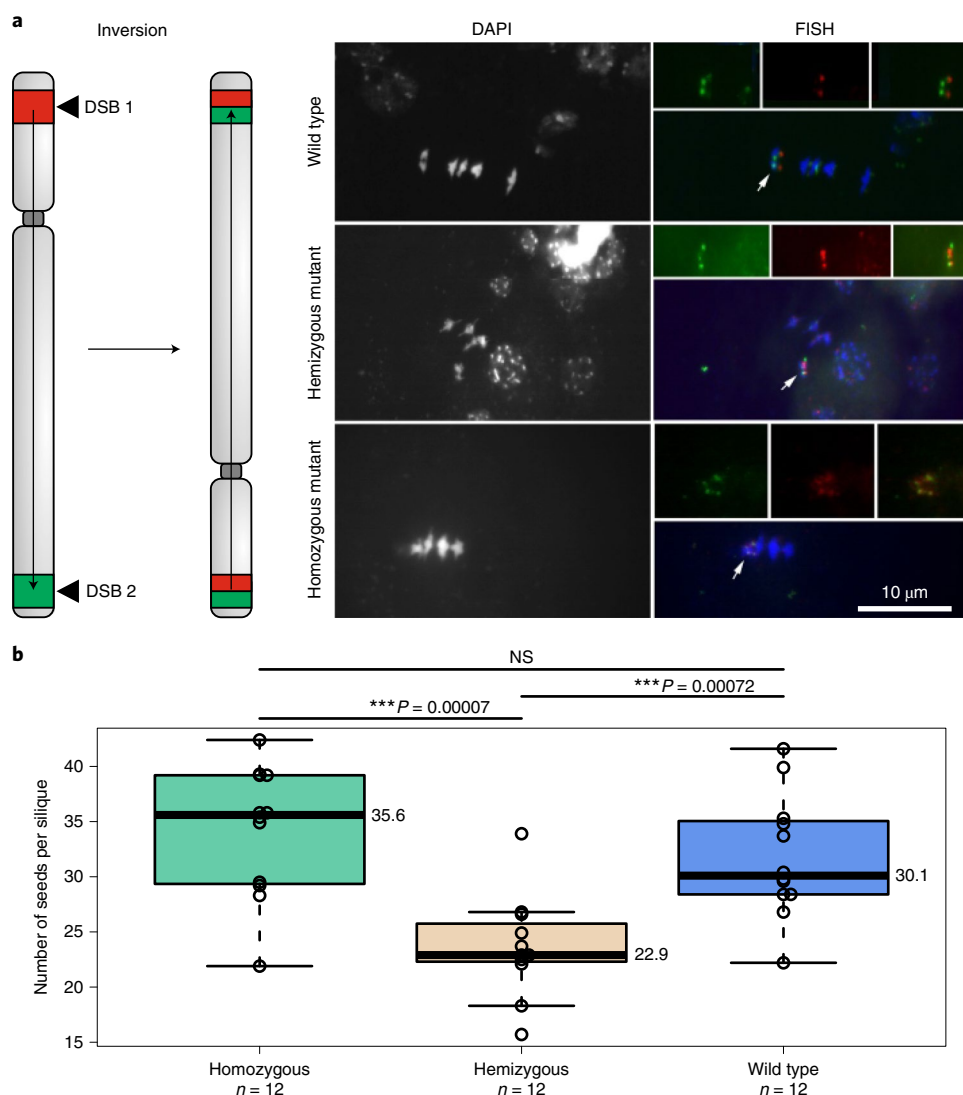 a
Inversion
DSB 1
DSB 2
DAPI
FISH
Wild type
Hemizygous mutant
Homozygous mutant
10 μm
b
NS
***P = 0.00007
***P = 0.00072
Number of seeds per silique
40
35
30
25
20
15
35.6
22.9
30.1
Homozygous
n = 12
Hemizygous
n = 12
Wild type
n = 12